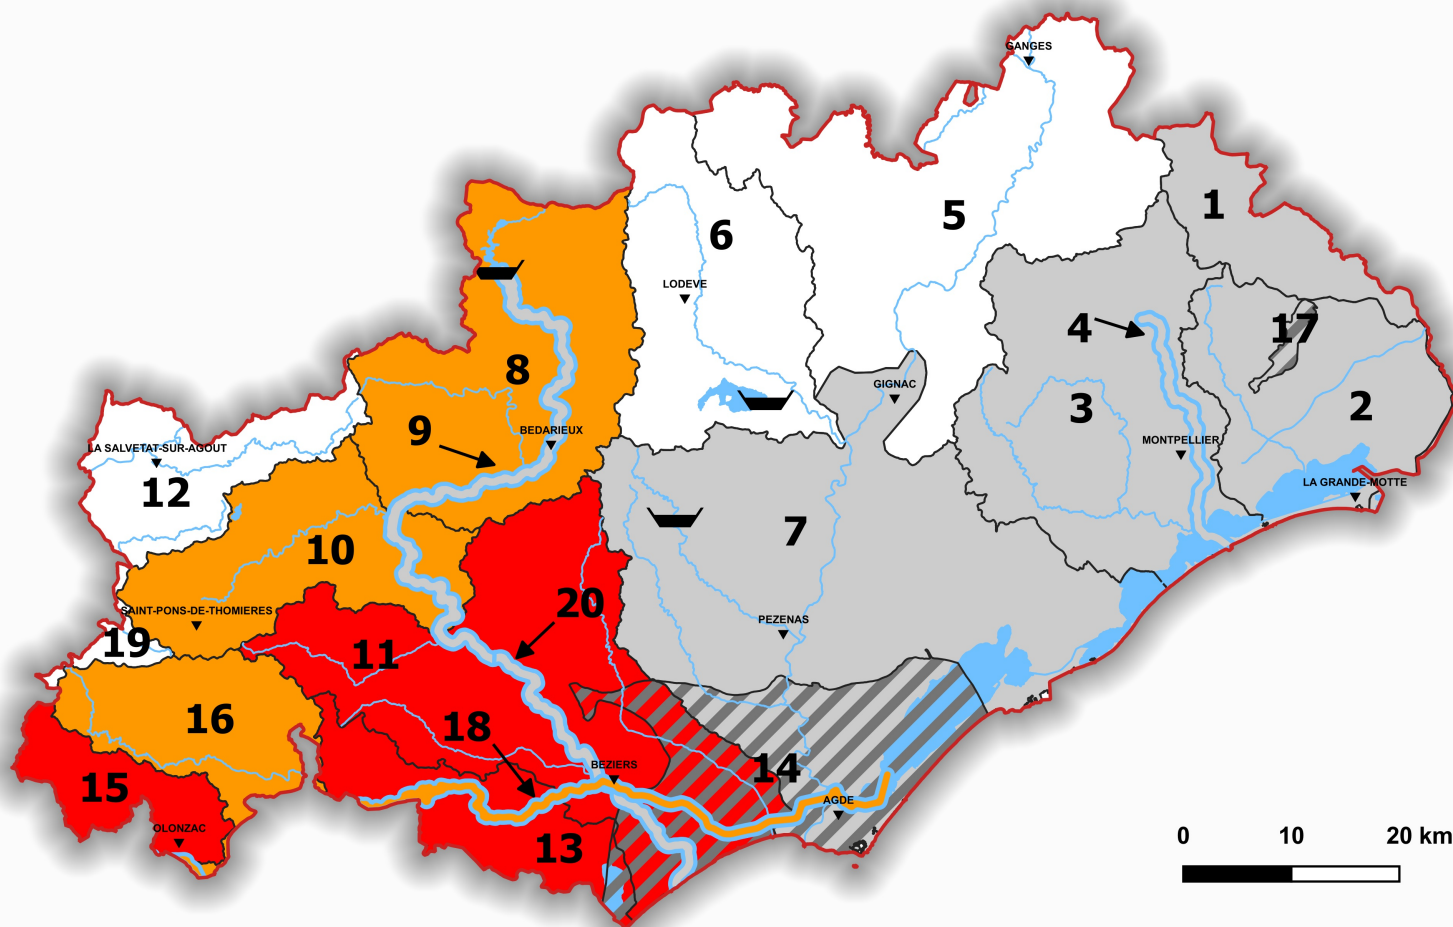 GANGES
1
5
6
LODEVE
4
17
8
GIGNAC
2
3
9
BEDARIEUX
MONTPELLIER
LA SALVETAT-SUR-AGOUT
LA GRANDE-MOTTE
12
7
10
20
SAINT-PONS-DE-THOMIERES
PEZENAS
19
11
16
18
BEZIERS
14
15
AGDE
OLONZAC
13
0 10 20 km